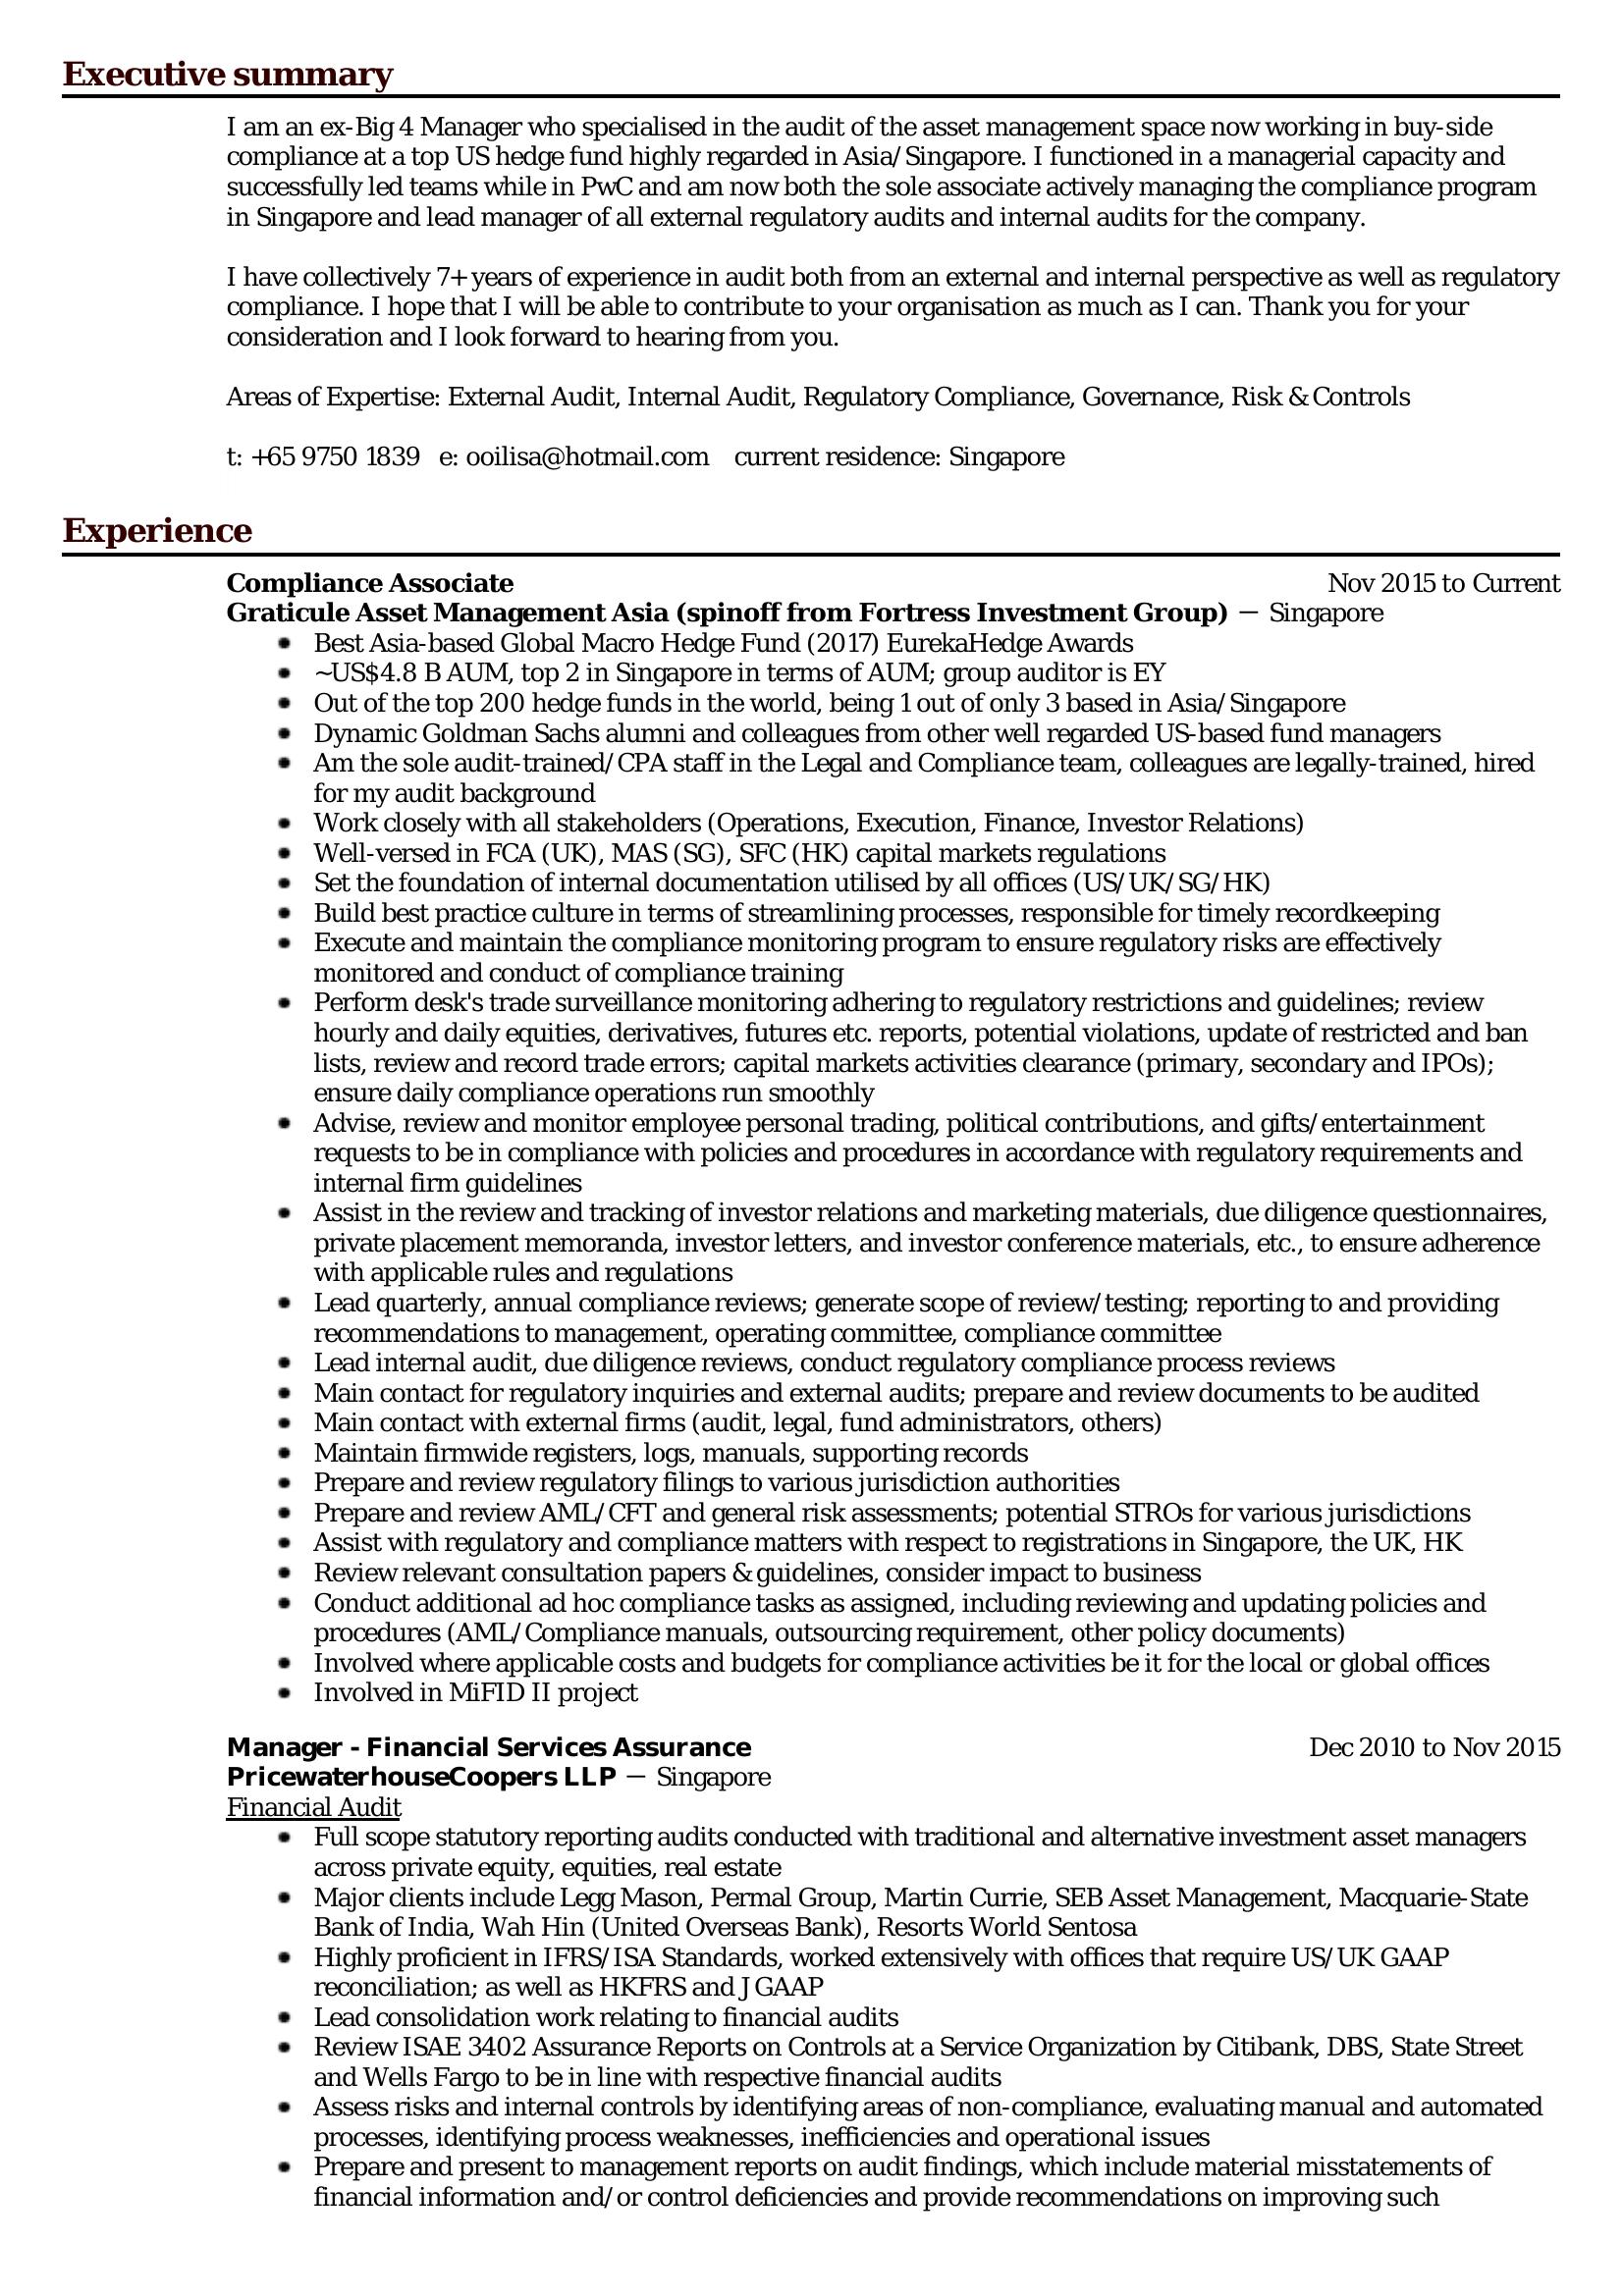 Executive summary
I am an ex-Big 4 Manager who specialised in the audit of the asset management space now working in buy-side
compliance at a top US hedge fund highly regarded in Asia/Singapore. I functioned in a managerial capacity and
successfully led teams while in PwC and am now both the sole associate actively managing the compliance program
in Singapore and lead manager of all external regulatory audits and internal audits for the company.
I have collectively 7+ years of experience in audit both from an external and internal perspective as well as regulatory
compliance. I hope that I will be able to contribute to your organisation as much as I can. Thank you for your
consideration and I look forward to hearing from you.
Areas of Expertise: External Audit, Internal Audit, Regulatory Compliance, Governance, Risk & Controls
t: +65 9750 1839   e: ooilisa@hotmail.com    current residence: Singapore
Experience
Compliance Associate Nov 2015 to Current
Graticule Asset Management Asia (spinoff from Fortress Investment Group) — Singapore
• Best Asia-based Global Macro Hedge Fund (2017) EurekaHedge Awards
• ~US$4.8 B AUM, top 2 in Singapore in terms of AUM; group auditor is EY
• Out of the top 200 hedge funds in the world, being 1 out of only 3 based in Asia/Singapore
• Dynamic Goldman Sachs alumni and colleagues from other well regarded US-based fund managers
• Am the sole audit-trained/CPA staff in the Legal and Compliance team, colleagues are legally-trained, hired
for my audit background
• Work closely with all stakeholders (Operations, Execution, Finance, Investor Relations)
• Well-versed in FCA (UK), MAS (SG), SFC (HK) capital markets regulations
• Set the foundation of internal documentation utilised by all offices (US/UK/SG/HK)
• Build best practice culture in terms of streamlining processes, responsible for timely recordkeeping
• Execute and maintain the compliance monitoring program to ensure regulatory risks are effectively
monitored and conduct of compliance training
• Perform desk's trade surveillance monitoring adhering to regulatory restrictions and guidelines; review
hourly and daily equities, derivatives, futures etc. reports, potential violations, update of restricted and ban
lists, review and record trade errors; capital markets activities clearance (primary, secondary and IPOs);
ensure daily compliance operations run smoothly
• Advise, review and monitor employee personal trading, political contributions, and gifts/entertainment
requests to be in compliance with policies and procedures in accordance with regulatory requirements and
internal firm guidelines
• Assist in the review and tracking of investor relations and marketing materials, due diligence questionnaires,
private placement memoranda, investor letters, and investor conference materials, etc., to ensure adherence
with applicable rules and regulations
• Lead quarterly, annual compliance reviews; generate scope of review/testing; reporting to and providing
recommendations to management, operating committee, compliance committee
• Lead internal audit, due diligence reviews, conduct regulatory compliance process reviews
• Main contact for regulatory inquiries and external audits; prepare and review documents to be audited
• Main contact with external firms (audit, legal, fund administrators, others)
• Maintain firmwide registers, logs, manuals, supporting records
• Prepare and review regulatory filings to various jurisdiction authorities
• Prepare and review AML/CFT and general risk assessments; potential STROs for various jurisdictions
• Assist with regulatory and compliance matters with respect to registrations in Singapore, the UK, HK
• Review relevant consultation papers & guidelines, consider impact to business
• Conduct additional ad hoc compliance tasks as assigned, including reviewing and updating policies and
procedures (AML/Compliance manuals, outsourcing requirement, other policy documents)
• Involved where applicable costs and budgets for compliance activities be it for the local or global offices
• Involved in MiFID II project
Manager - Financial Services Assurance Dec 2010 to Nov 2015
PricewaterhouseCoopers LLP — Singapore
Financial Audit
• Full scope statutory reporting audits conducted with traditional and alternative investment asset managers
across private equity, equities, real estate
• Major clients include Legg Mason, Permal Group, Martin Currie, SEB Asset Management, Macquarie-State
Bank of India, Wah Hin (United Overseas Bank), Resorts World Sentosa
• Highly proficient in IFRS/ISA Standards, worked extensively with offices that require US/UK GAAP
reconciliation; as well as HKFRS and J GAAP
• Lead consolidation work relating to financial audits
• Review ISAE 3402 Assurance Reports on Controls at a Service Organization by Citibank, DBS, State Street
and Wells Fargo to be in line with respective financial audits
• Assess risks and internal controls by identifying areas of non-compliance, evaluating manual and automated
processes, identifying process weaknesses, inefficiencies and operational issues
• Prepare and present to management reports on audit findings, which include material misstatements of
financial information and/or control deficiencies and provide recommendations on improving such